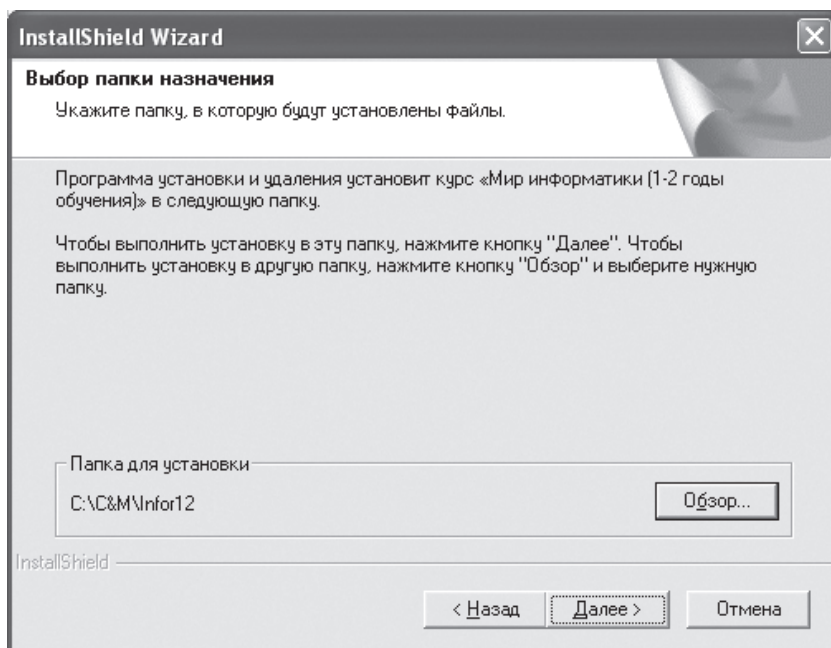 InstallShield Wizard
Выбор папки назначения
Укажите папку, в которую будут установлены файлы.
Программа установки и удаления установит курс «Мир информатики (1-2 годы
обучения)» в следующую папку.
Чтобы выполнить установку в эту папку, нажмите кнопку "Далее". Чтобы
выполнить установку в другую папку, нажмите кнопку "Обзор" и выберите нужную
папку.
Папка для установки
C:\C&M\Infor12
Обзор...
InstallShield
< Назад Далее > Отмена